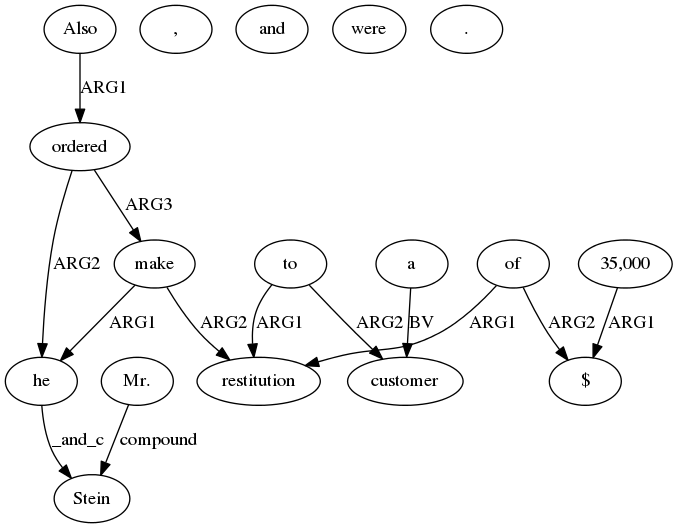 Also , and were .
ARG1
ordered
ARG3
ARG2 make to a of 35,000
ARG1 ARG2 ARG1 ARG2 BV ARG1 ARG2 ARG1
he Mr. restitution customer $
_and_c compound
Stein